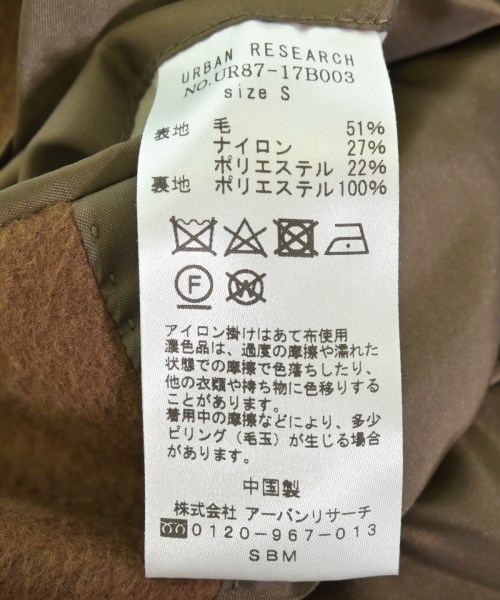 URBAN RESEARCH
NO.UR87-17B003
size S
表地 毛 51%
ナイロン 27%
ポリエステル 22%
裏地 ポリエステル 100%
F W
アイロン掛けはあて布使用
濃色品は、過度の摩擦や濡れた
状態での摩擦で色落ちしたり、
他の衣類や持ち物に色移りする
ことがあります。
着用中の摩擦などにより、多少
ピリング(毛玉)が生じる場合
があります。
中国製
株式会社 アーバンリサーチ
0120-967-013
SBM